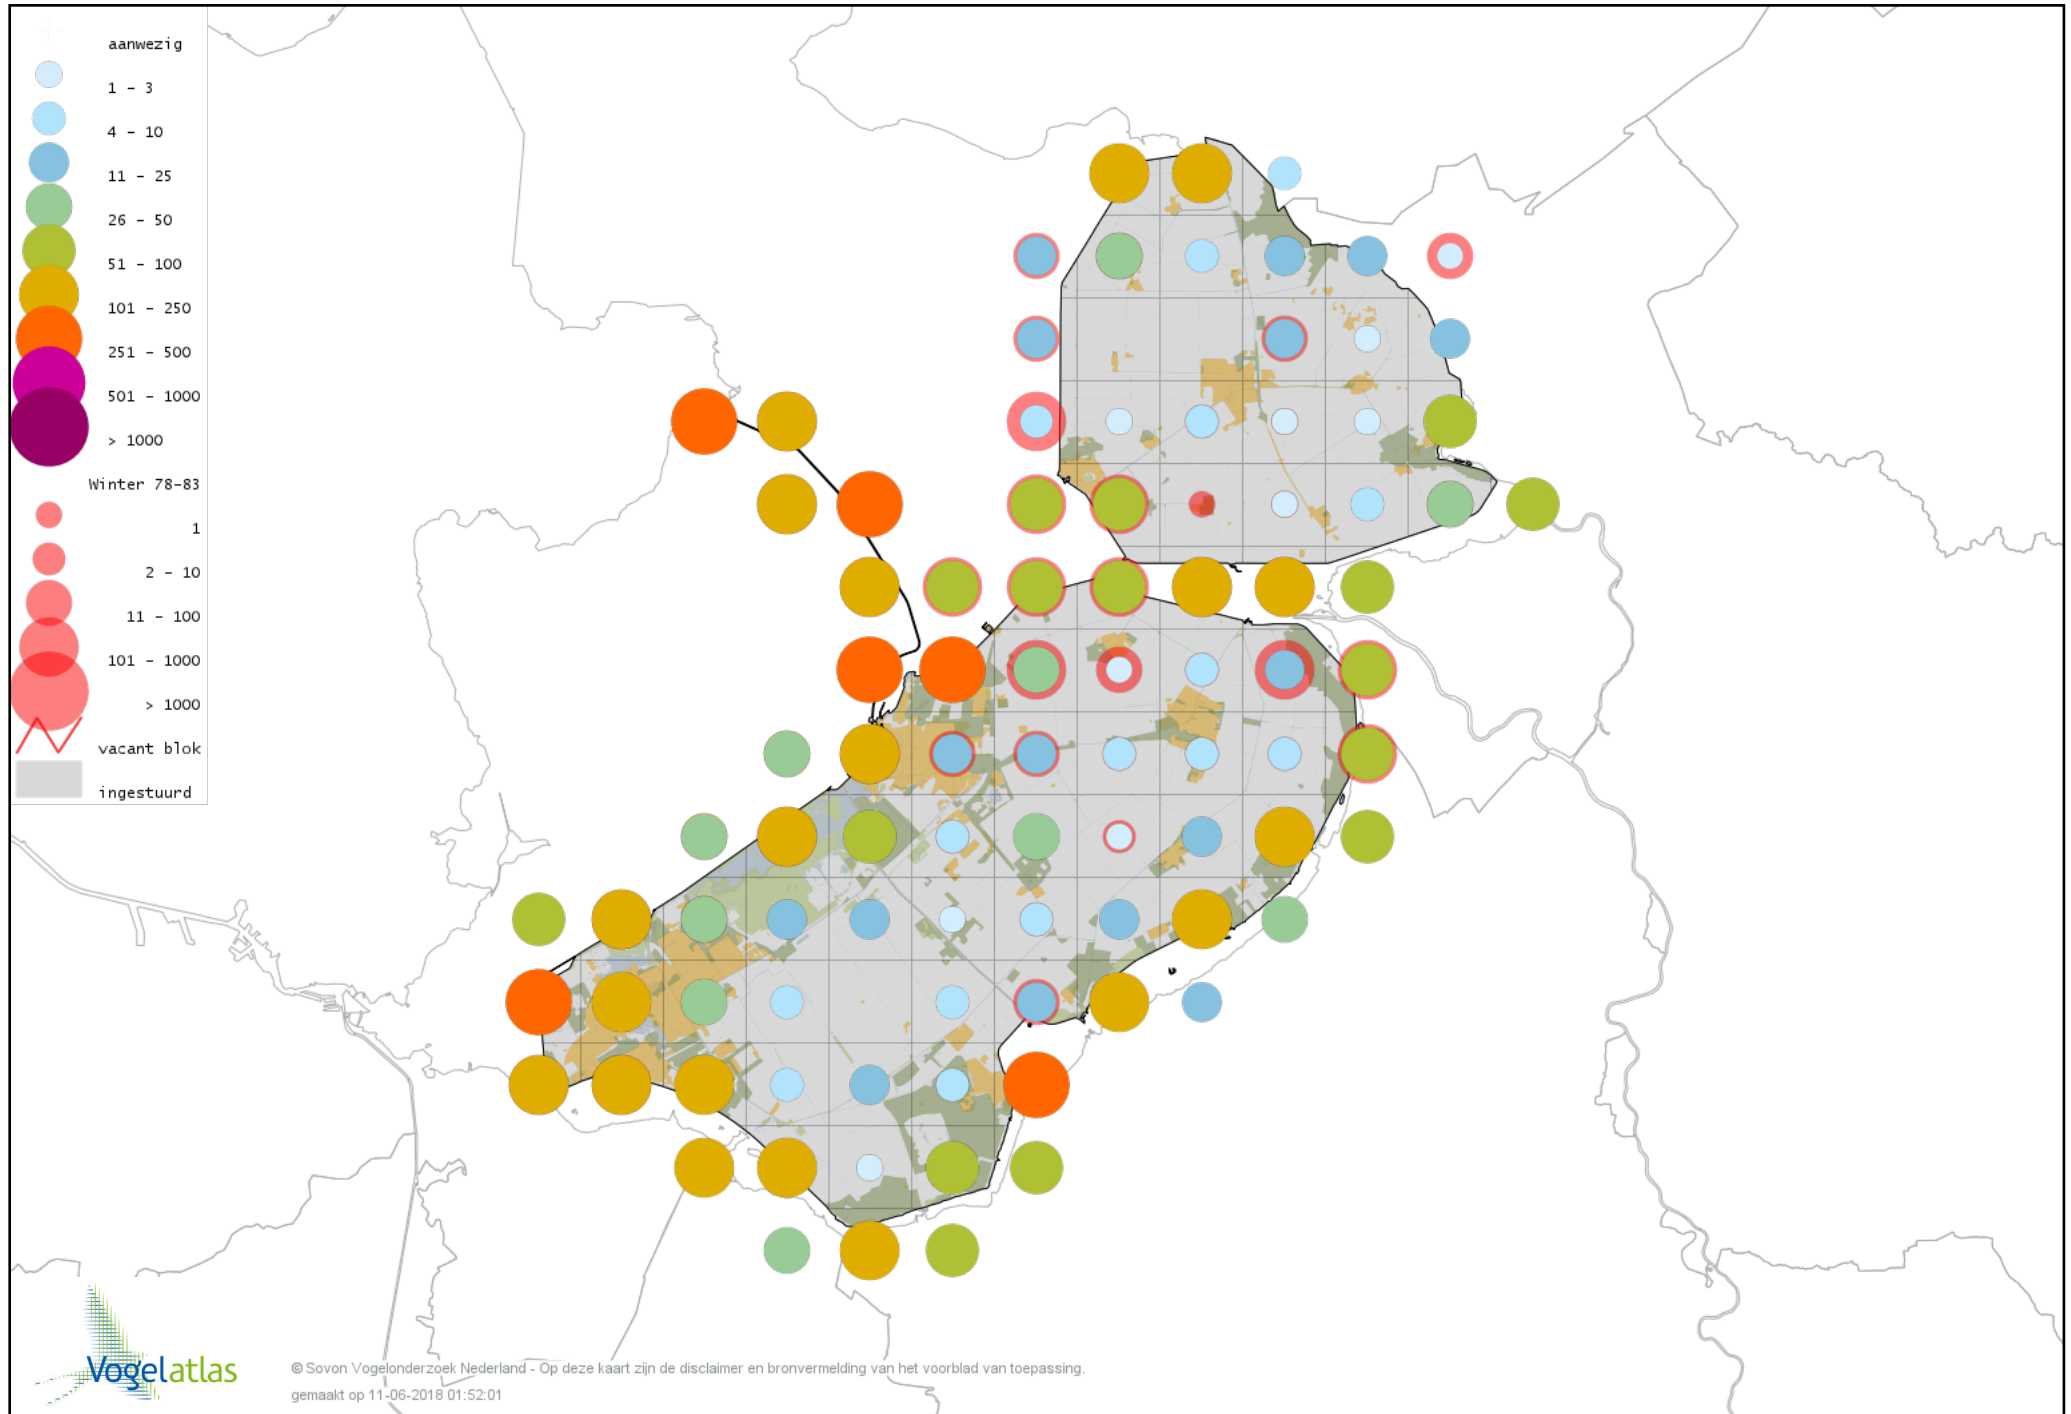 aanwezig
1 - 3
4 - 10
11 - 25
26 - 50
51 - 100
101 - 250
251 - 500
501 - 1000
> 1000
Winter 78-83
1
2 - 10
11 - 100
101 - 1000
> 1000
vacant blok
ingestuurd
Vogelatlas
© Sovon Vogelonderzoek Nederland - Op deze kaart zijn de disclaimer en bronvermelding van het voorblad van toepassing.
gemaakt op 11-06-2018 01:52:01